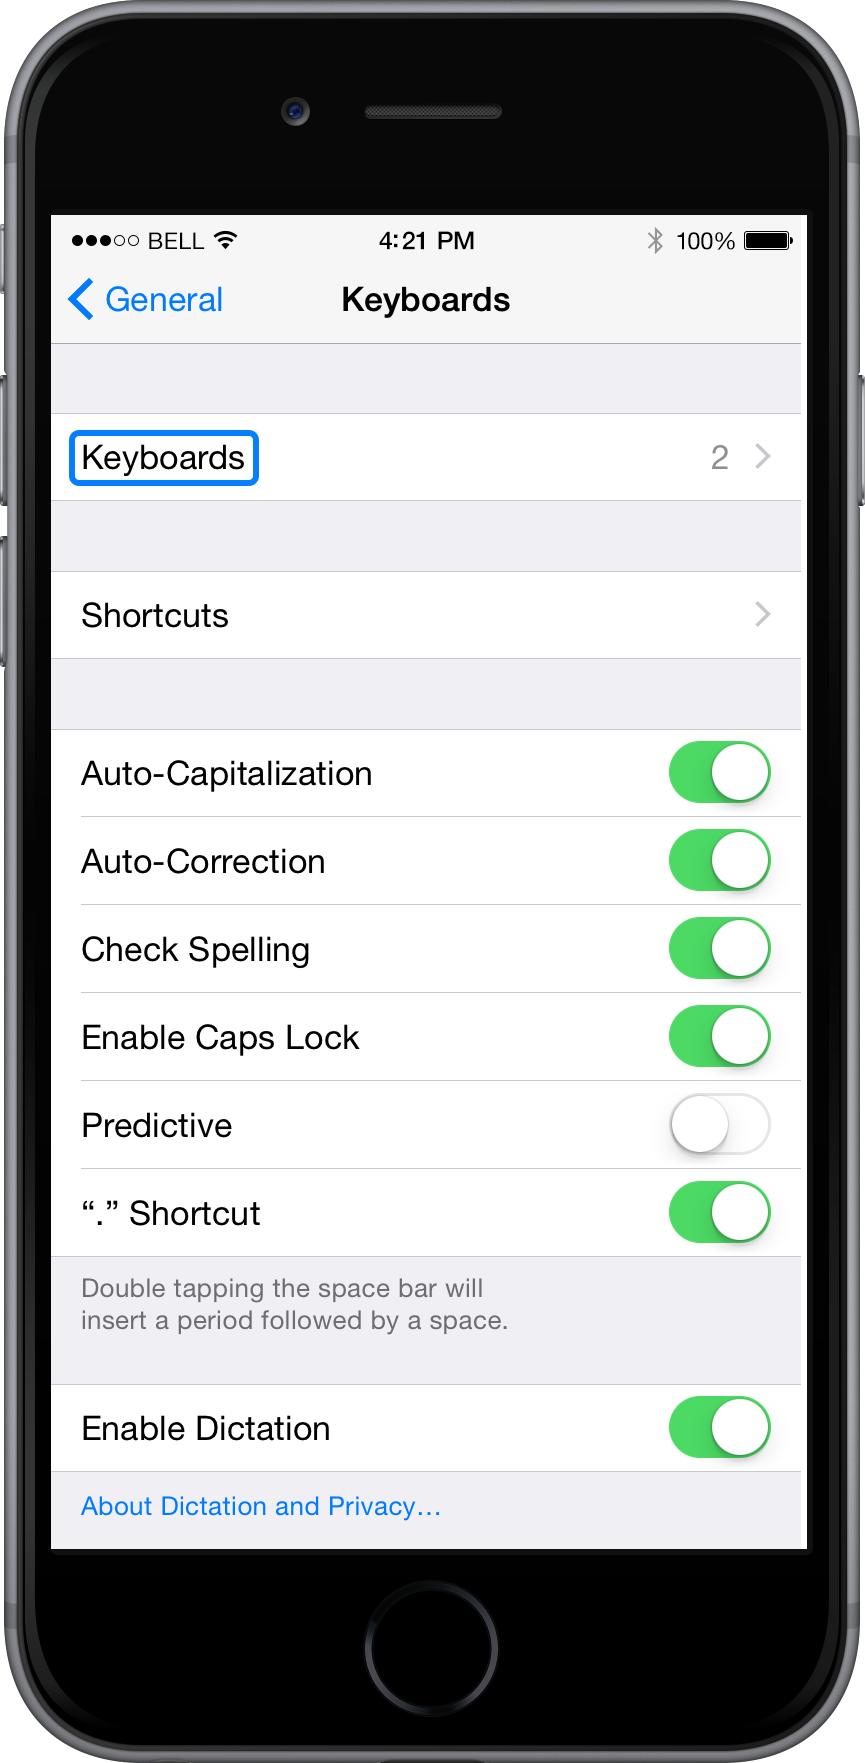 BELL 4:21 PM 100%
General Keyboards
Keyboards 2
Shortcuts
Auto-Capitalization
Auto-Correction
Check Spelling
Enable Caps Lock
Predictive
“.” Shortcut
Double tapping the space bar will
insert a period followed by a space.
Enable Dictation
About Dictation and Privacy…